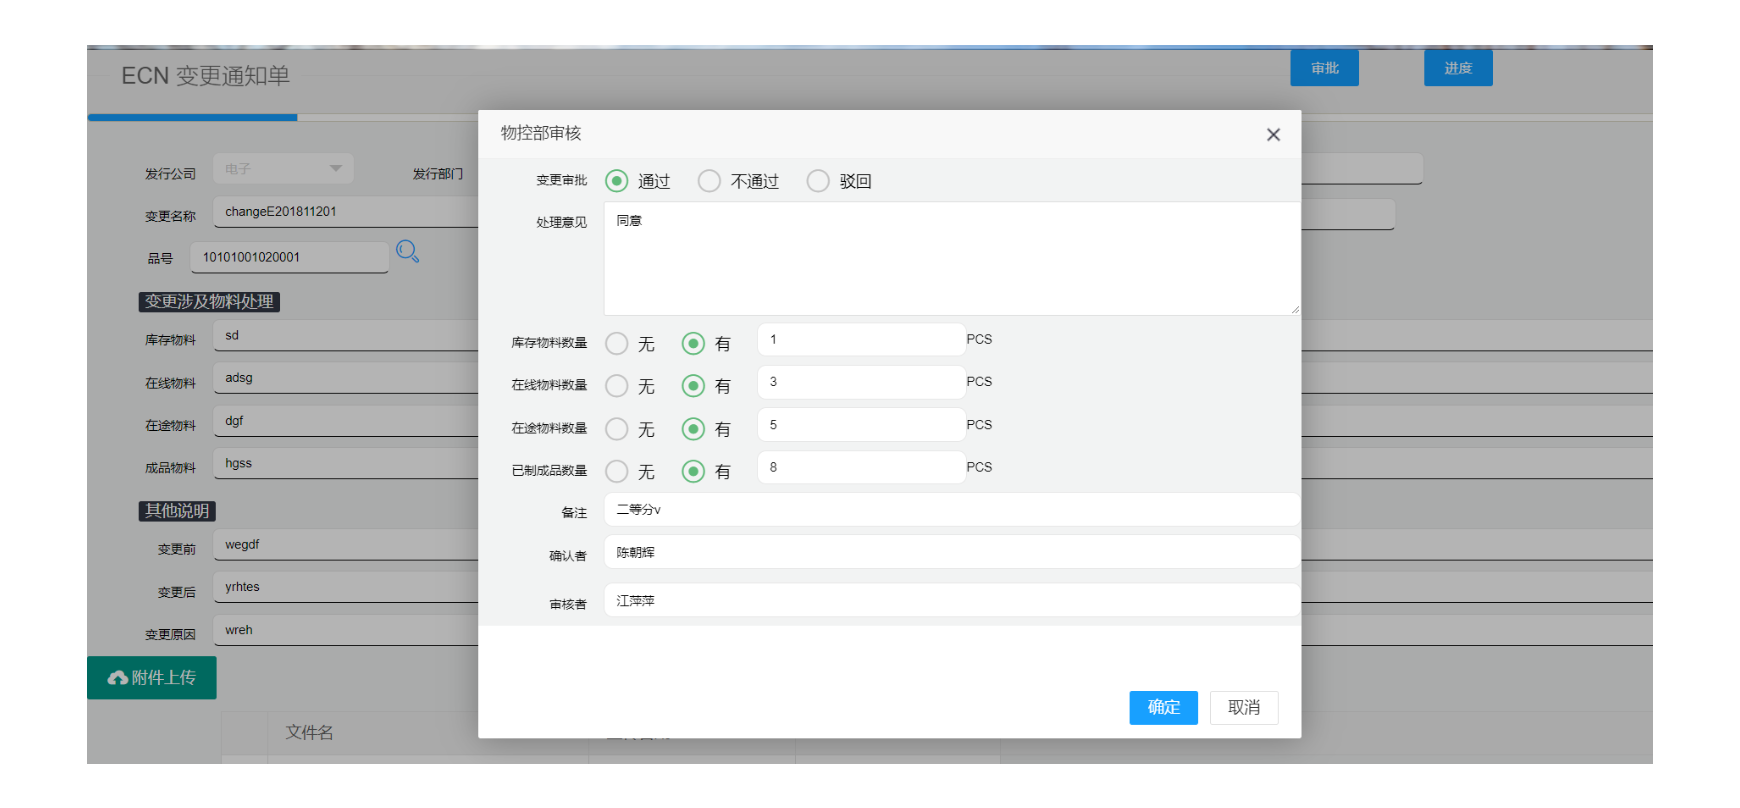 ECN 变更通知单
审批
进度
物控部审核
发行公司
电子
发行部门
变更审批
通过
不通过
驳回
变更名称
changeE201811201
处理意见
同意
品号
10101001020001
变更涉及物料处理
库存物料
sd
库存物料数量
无
有
1
PCS
在线物料
adsg
在线物料数量
无
有
3
PCS
在途物料
dgf
在途物料数量
无
有
5
PCS
成品物料
hgss
已制成品数量
无
有
8
PCS
其他说明
备注
二等分v
变更前
wegdf
确认者
陈朝辉
变更后
yrhtes
审核者
江萍萍
变更原因
wreh
附件上传
确定
取消
文件名